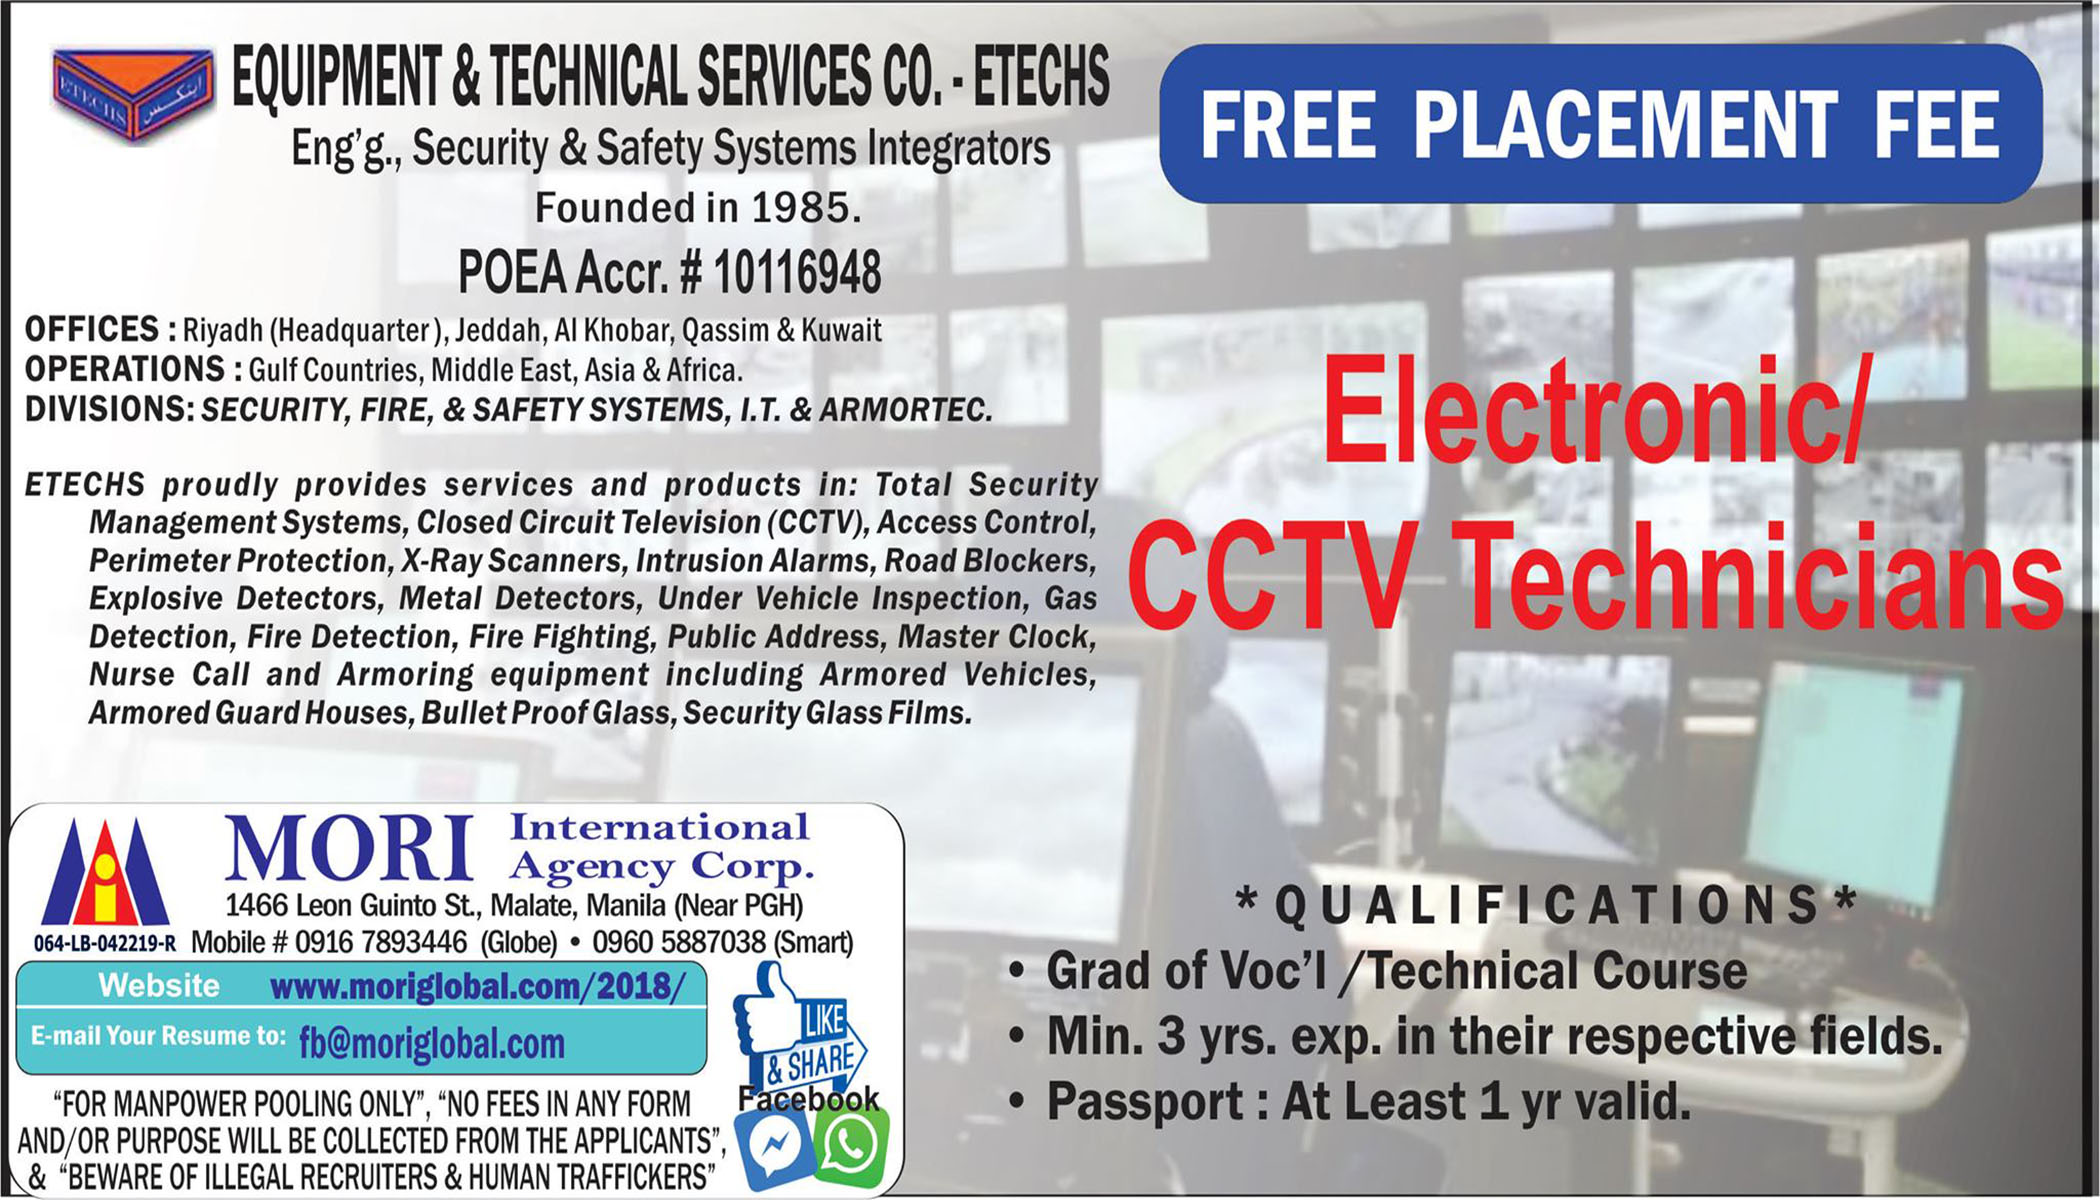 ETECHS ايتكس
EQUIPMENT & TECHNICAL SERVICES CO. - ETECHS
Eng'g., Security & Safety Systems Integrators
Founded in 1985.
POEA Accr. # 10116948
OFFICES : Riyadh (Headquarter), Jeddah, Al Khobar, Qassim & Kuwait
OPERATIONS : Gulf Countries, Middle East, Asia & Africa.
DIVISIONS: SECURITY, FIRE, & SAFETY SYSTEMS, I.T. & ARMORTEC.
ETECHS proudly provides services and products in: Total Security
Management Systems, Closed Circuit Television (CCTV), Access Control,
Perimeter Protection, X-Ray Scanners, Intrusion Alarms, Road Blockers,
Explosive Detectors, Metal Detectors, Under Vehicle Inspection, Gas
Detection, Fire Detection, Fire Fighting, Public Address, Master Clock,
Nurse Call and Armoring equipment including Armored Vehicles,
Armored Guard Houses, Bullet Proof Glass, Security Glass Films.
FREE PLACEMENT FEE
Electronic/
CCTV Technicians
* QUALIFICATIONS *
• Grad of Voc'l /Technical Course
• Min. 3 yrs. exp. in their respective fields.
• Passport : At Least 1 yr valid.
MORI International
Agency Corp.
1466 Leon Guinto St., Malate, Manila (Near PGH)
064-LB-042219-R Mobile # 0916 7893446 (Globe) • 0960 5887038 (Smart)
Website www.moriglobal.com/2018/
E-mail Your Resume to: fb@moriglobal.com
LIKE
& SHARE
Facebook
"FOR MANPOWER POOLING ONLY", "NO FEES IN ANY FORM
AND/OR PURPOSE WILL BE COLLECTED FROM THE APPLICANTS",
& "BEWARE OF ILLEGAL RECRUITERS & HUMAN TRAFFICKERS"